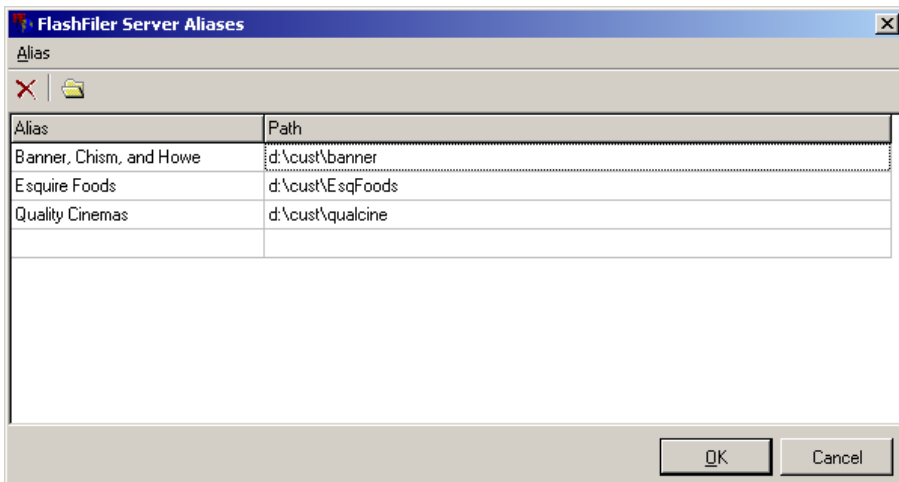 FlashFiler Server Aliases
Alias
Alias Path
Banner, Chism, and Howe d:\cust\banner
Esquire Foods d:\cust\EsqFoods
Quality Cinemas d:\cust\qualcine
OK Cancel